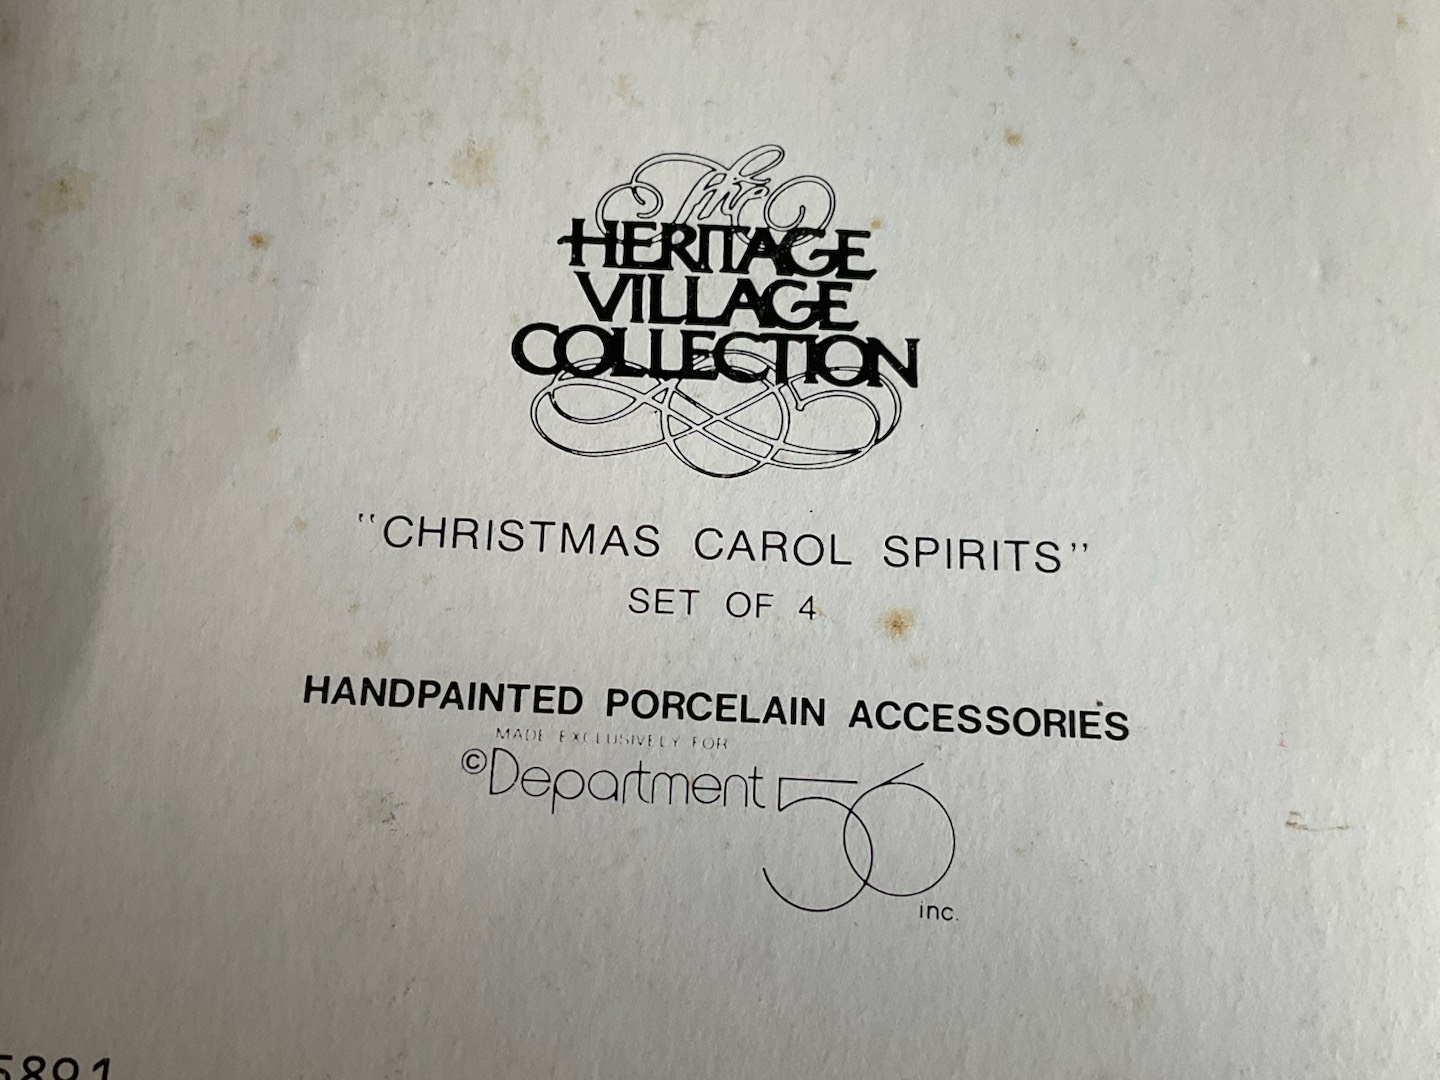 The
HERITAGE
VILLAGE
COLLECTION
"CHRISTMAS CAROL SPIRITS"
SET OF 4
HANDPAINTED PORCELAIN ACCESSORIES
MADE EXCLUSIVELY FOR
©Department 56
inc.
5891